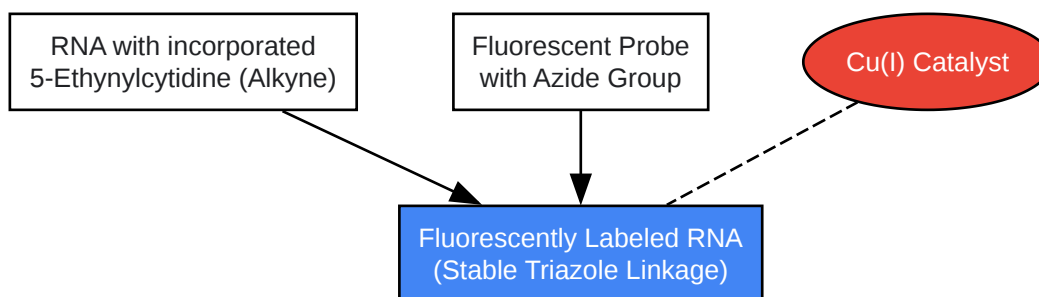 RNA with incorporated
5-Ethynylcytidine (Alkyne)
Fluorescent Probe
with Azide Group
Cu(I) Catalyst
Fluorescently Labeled RNA
(Stable Triazole Linkage)